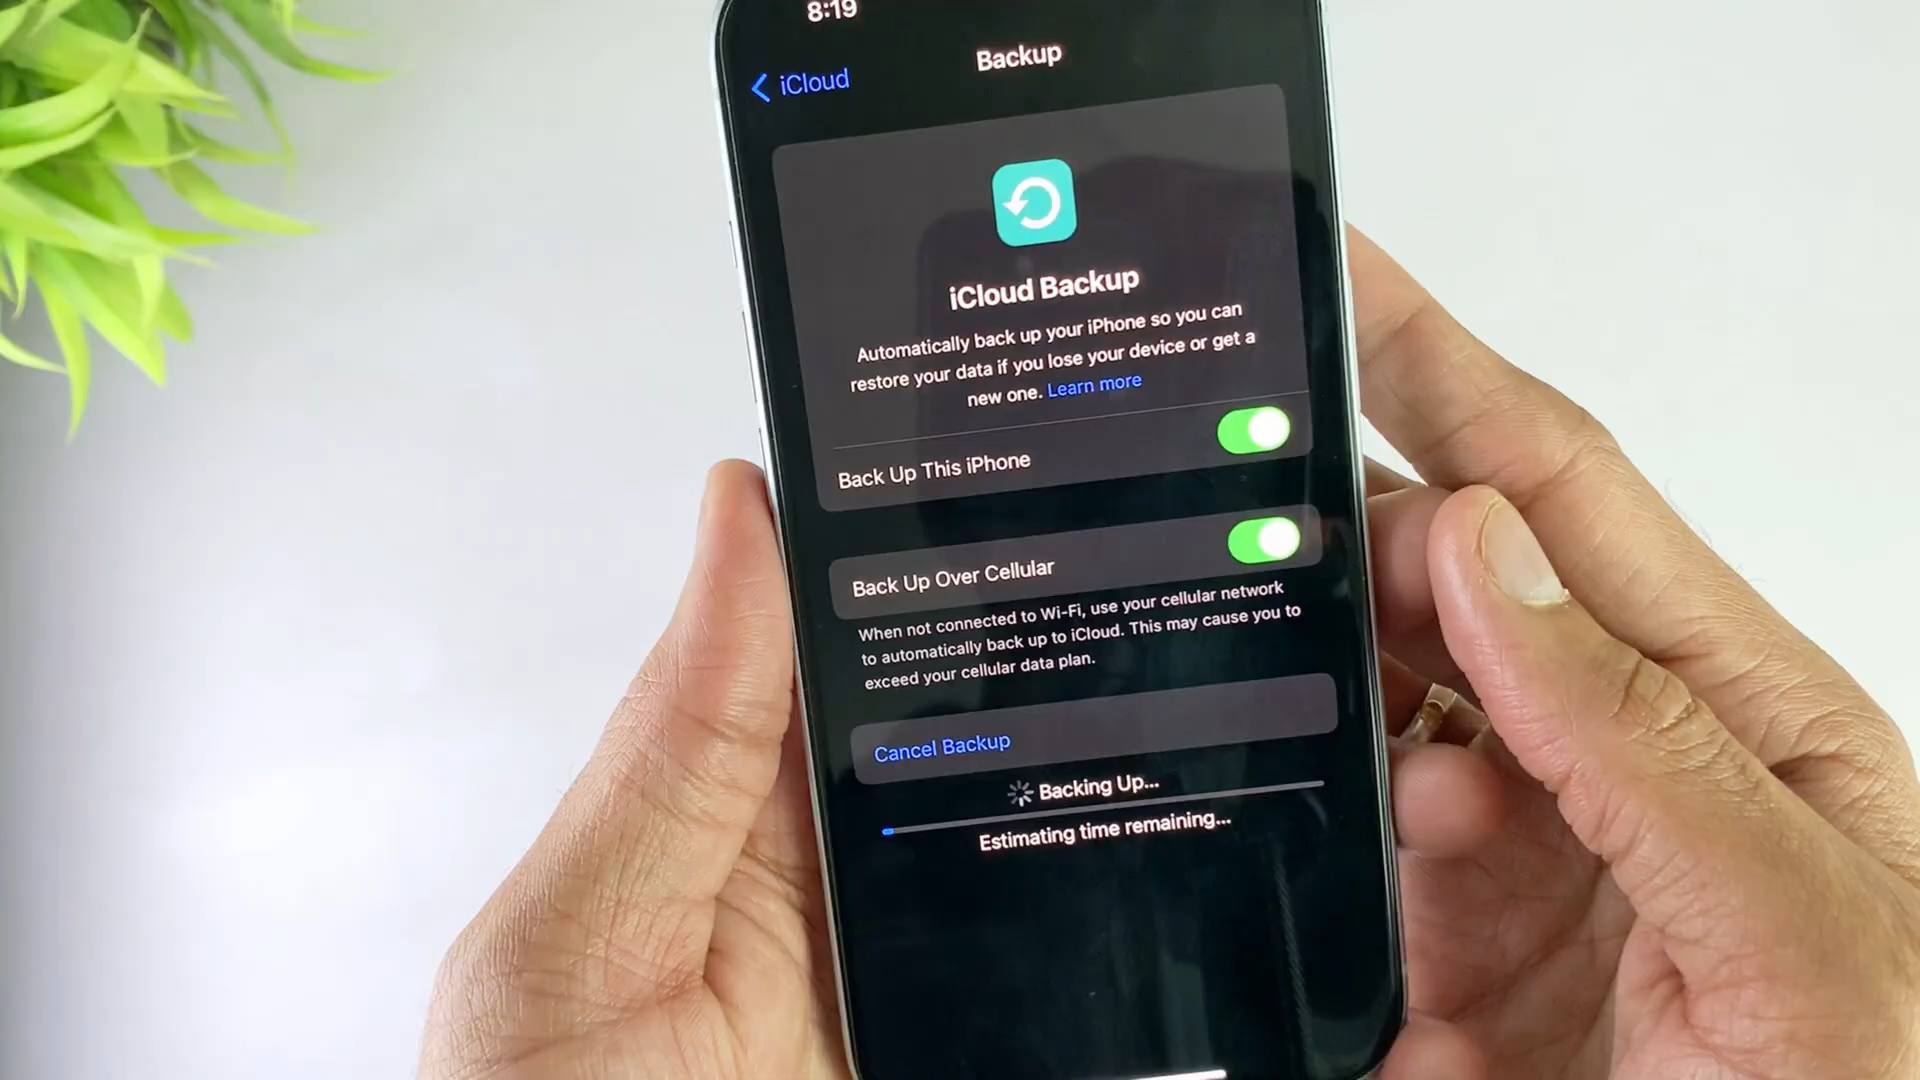 8:19
iCloud
Backup
iCloud Backup
Automatically back up your iPhone so you can
restore your data if you lose your device or get a
new one. Learn more
Back Up This iPhone
Back Up Over Cellular
When not connected to Wi-Fi, use your cellular network
to automatically back up to iCloud. This may cause you to
exceed your cellular data plan.
Cancel Backup
Backing Up...
Estimating time remaining...